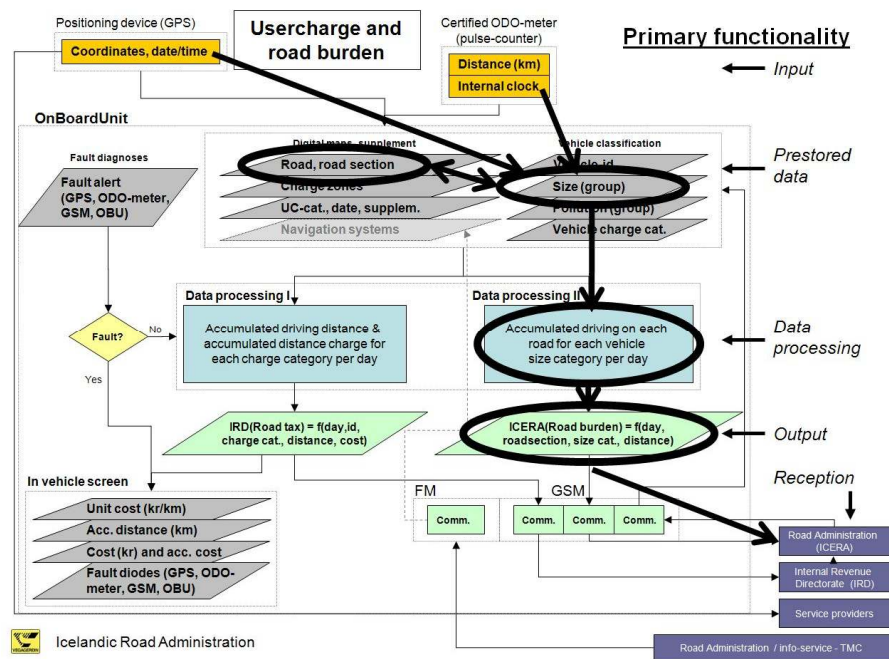 Positioning device (GPS)
Coordinates, date/time
Usercharge and
road burden
Certified ODO-meter
(pulse-counter)
Distance (km)
Internal clock
Primary functionality
Input
OnBoardUnit
Fault diagnoses
Fault alert
(GPS, ODO-meter,
GSM, OBU)
Digital maps, supplement
Road, road section
Charge zones
UC-cat., date, supplem.
Navigation systems
Vehicle classification
Vehicle-id
Size (group)
Pollution (group)
Vehicle charge cat.
Prestored
data
Data processing I
Accumulated driving distance &
accumulated distance charge for
each charge category per day
Data processing II
Accumulated driving on each
road for each vehicle
size category per day
Data
processing
Fault?
No
Yes
IRD(Road tax) = f(day,id,
charge cat., distance, cost)
ICERA(Road burden) = f(day,
roadsection, size cat., distance)
Output
In vehicle screen
Unit cost (kr/km)
Acc. distance (km)
Cost (kr) and acc. cost
Fault diodes (GPS, ODO-
meter, GSM, OBU)
FM
GSM
Comm.
Comm.
Comm.
Comm.
Reception
Road Administration
(ICERA)
Internal Revenue
Directorate (IRD)
Service providers
Road Administration / info-service - TMC
VEGAGERÐIN
Icelandic Road Administration